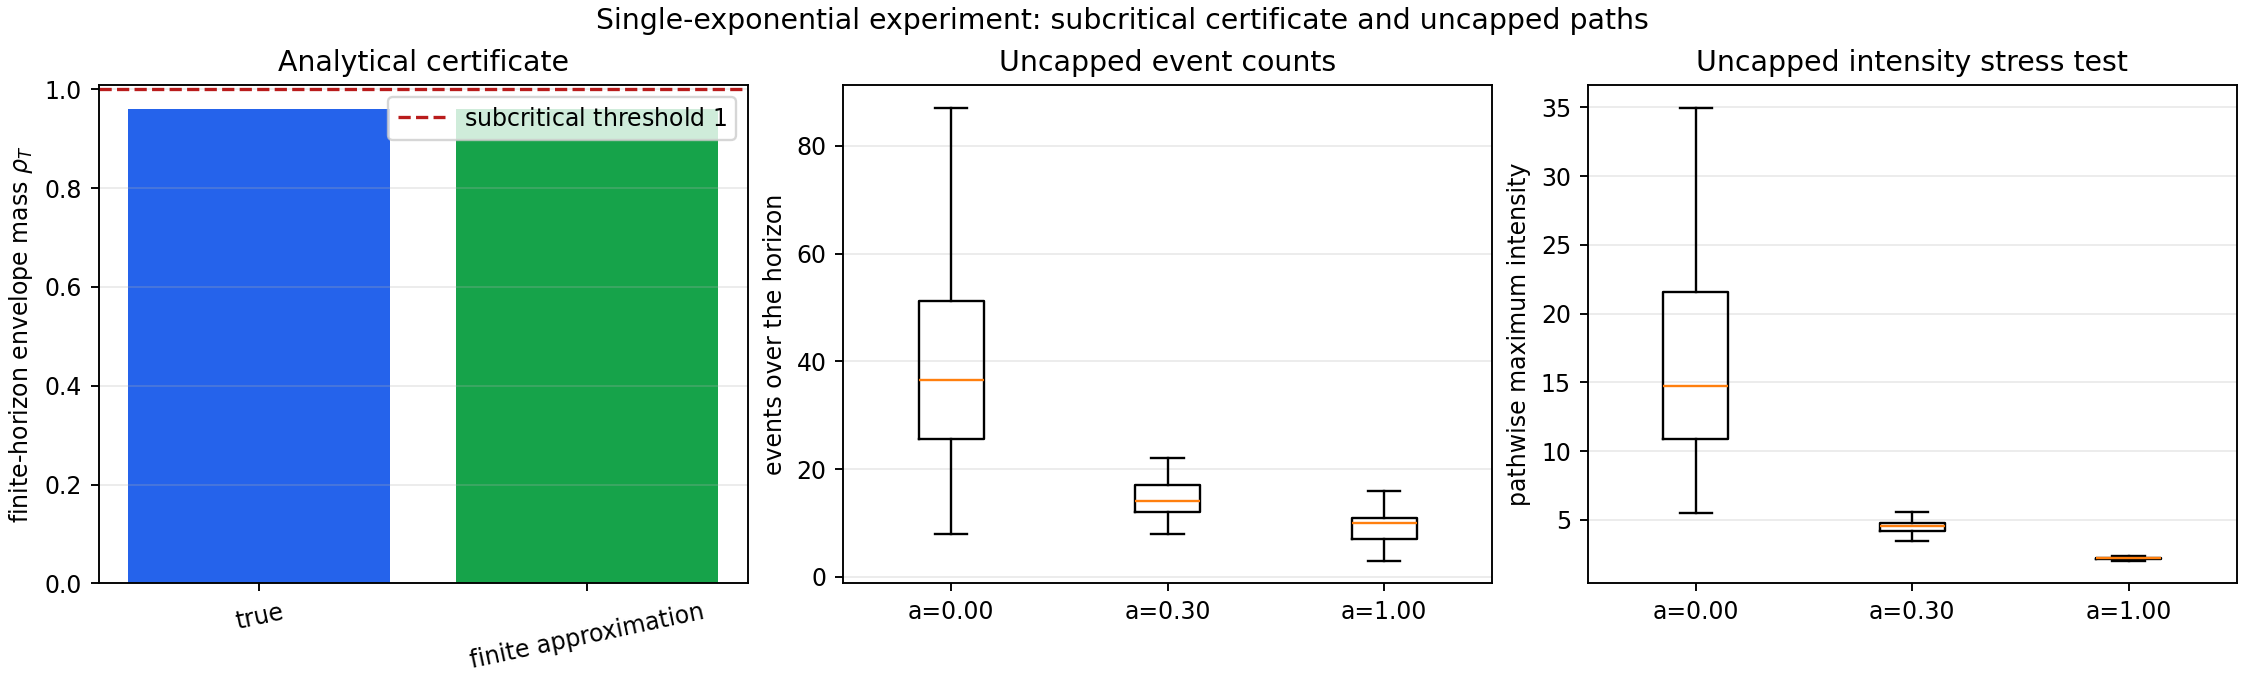 Single-exponential experiment: subcritical certificate and uncapped paths
Analytical certificate
finite-horizon envelope mass ρ_T
1.0
0.8
0.6
0.4
0.2
0.0
subcritical threshold 1
true
finite approximation
Uncapped event counts
events over the horizon
80
60
40
20
0
a=0.00
a=0.30
a=1.00
Uncapped intensity stress test
pathwise maximum intensity
35
30
25
20
15
10
5
a=0.00
a=0.30
a=1.00